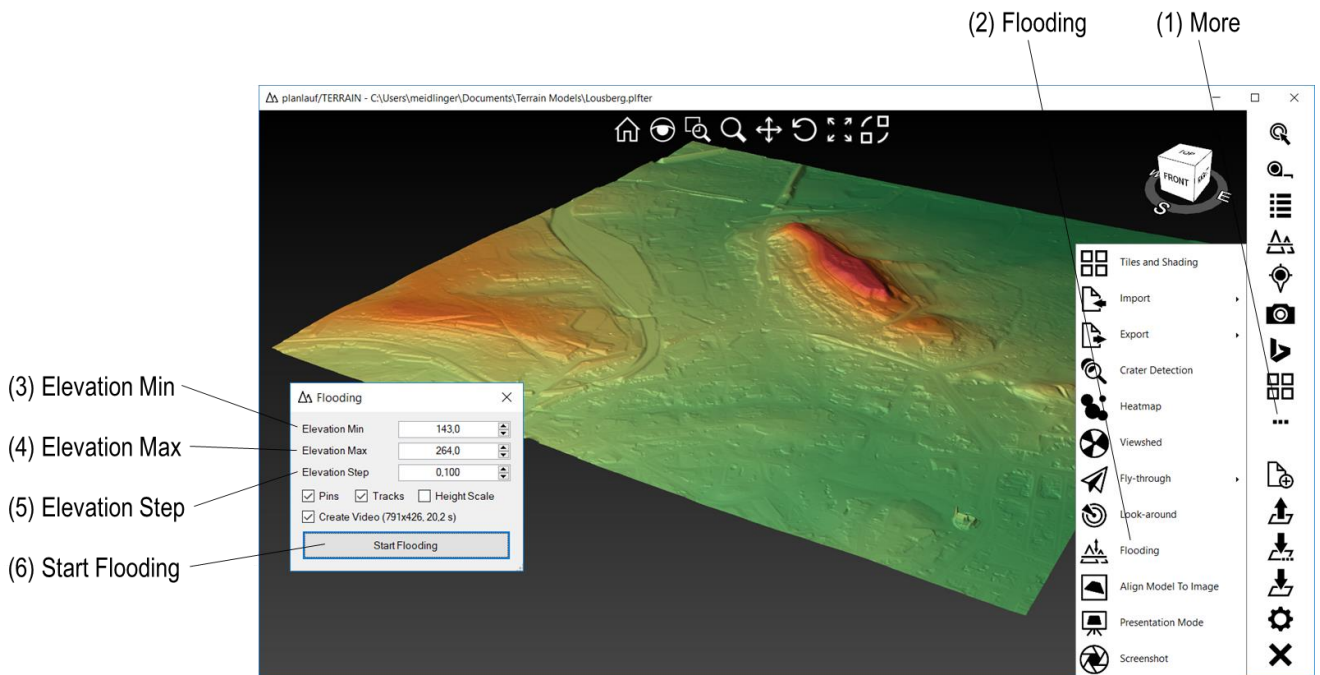 (2) Flooding
(1) More
planlauf/TERRAIN - C:\Users\meidlinger\Documents\Terrain Models\Lousberg.plfter
TOP
FRONT
W
S
E
Tiles and Shading
Import
Export
Crater Detection
Heatmap
Viewshed
Fly-through
Look-around
Flooding
Align Model To Image
Presentation Mode
Screenshot
(3) Elevation Min
(4) Elevation Max
(5) Elevation Step
(6) Start Flooding
Flooding
Elevation Min 143,0
Elevation Max 264,0
Elevation Step 0,100
Pins Tracks Height Scale
Create Video (791x426, 20,2 s)
Start Flooding